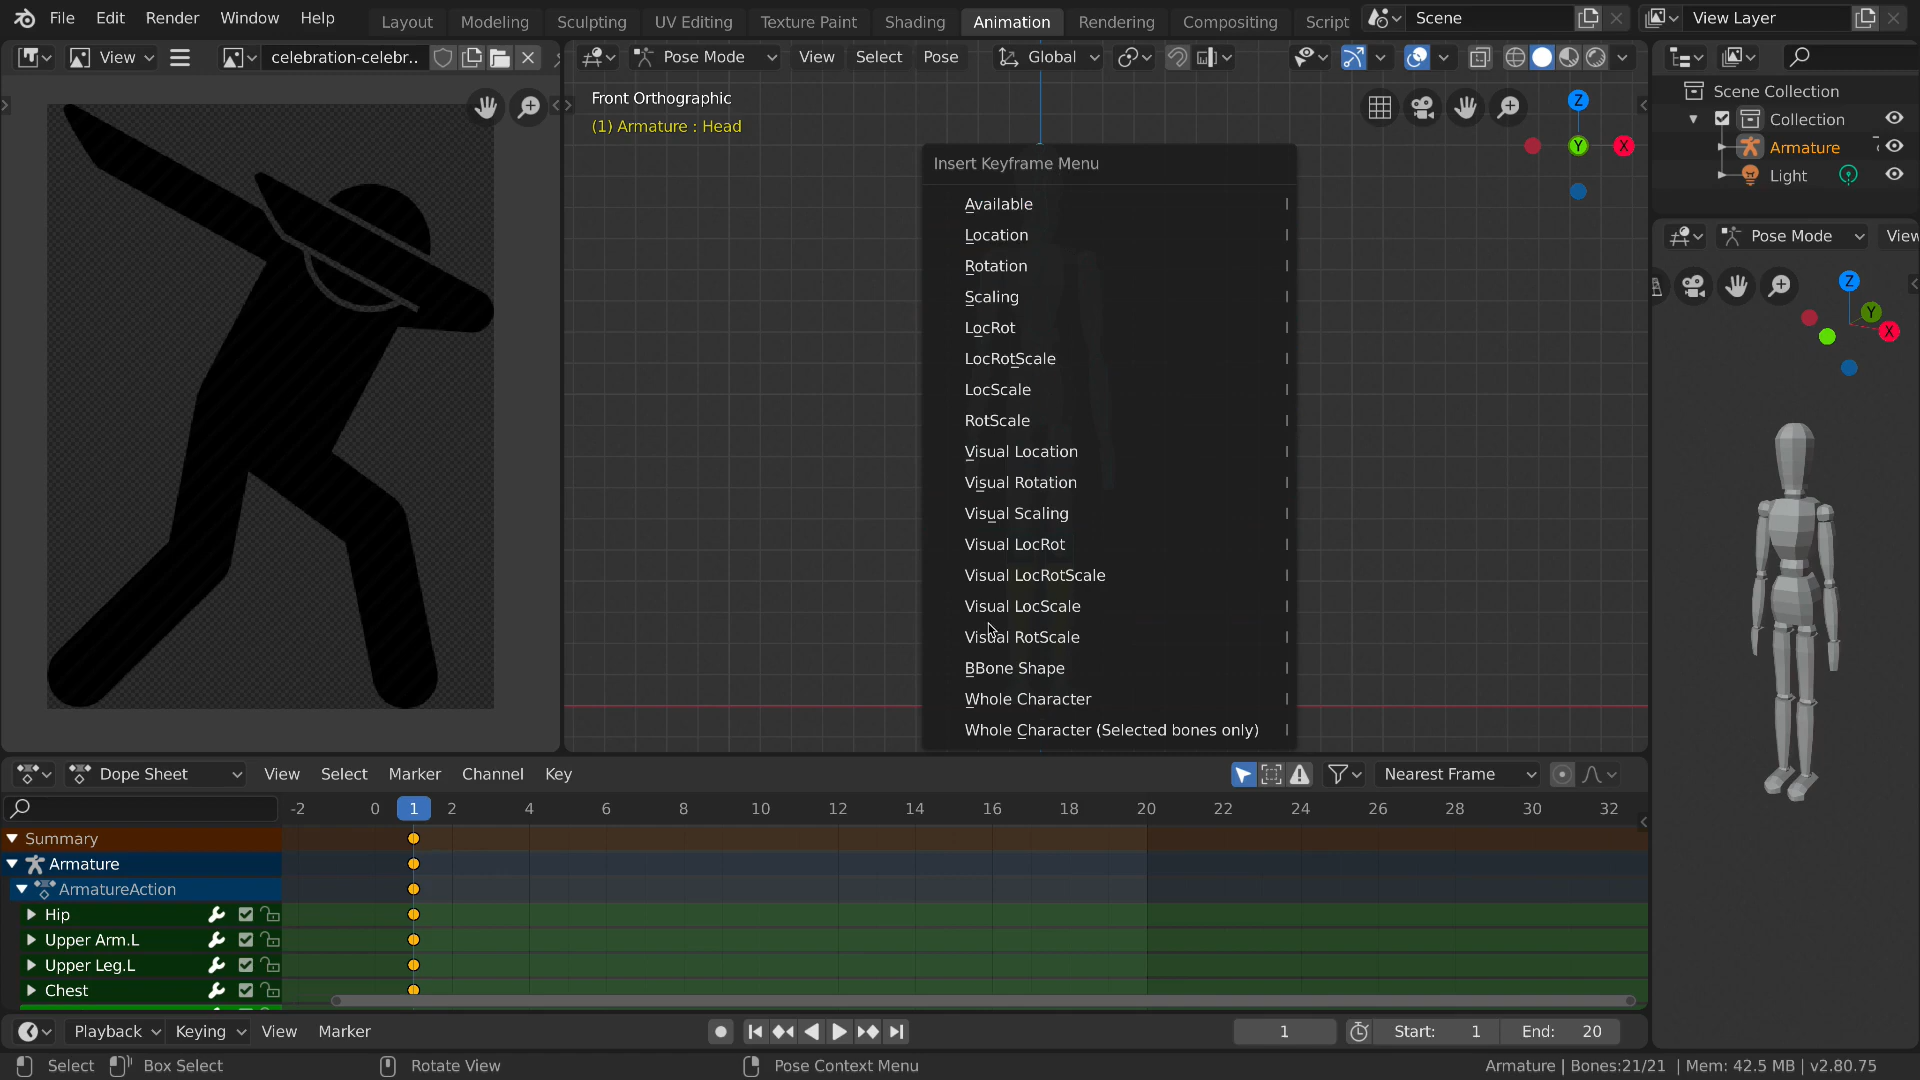 File Edit Render Window Help Layout Modeling Sculpting UV Editing Texture Paint Shading Animation Rendering Compositing Script Scene View Layer
View celebration-celebr.. Pose Mode View Select Pose Global
Front Orthographic
(1) Armature : Head
Z
Y
X
Scene Collection
Collection
Armature
Light
Pose Mode View
Z
Y
X
Insert Keyframe Menu
Available
Location
Rotation
Scaling
LocRot
LocRotScale
LocScale
RotScale
Visual Location
Visual Rotation
Visual Scaling
Visual LocRot
Visual LocRotScale
Visual LocScale
Visual RotScale
BBone Shape
Whole Character
Whole Character (Selected bones only)
Dope Sheet View Select Marker Channel Key Nearest Frame
-2 0 1 2 4 6 8 10 12 14 16 18 20 22 24 26 28 30 32
Summary
Armature
ArmatureAction
Hip
Upper Arm.L
Upper Leg.L
Chest
Playback Keying View Marker 1 Start: 1 End: 20
Select Box Select Rotate View Pose Context Menu Armature | Bones:21/21 | Mem: 42.5 MB | v2.80.75